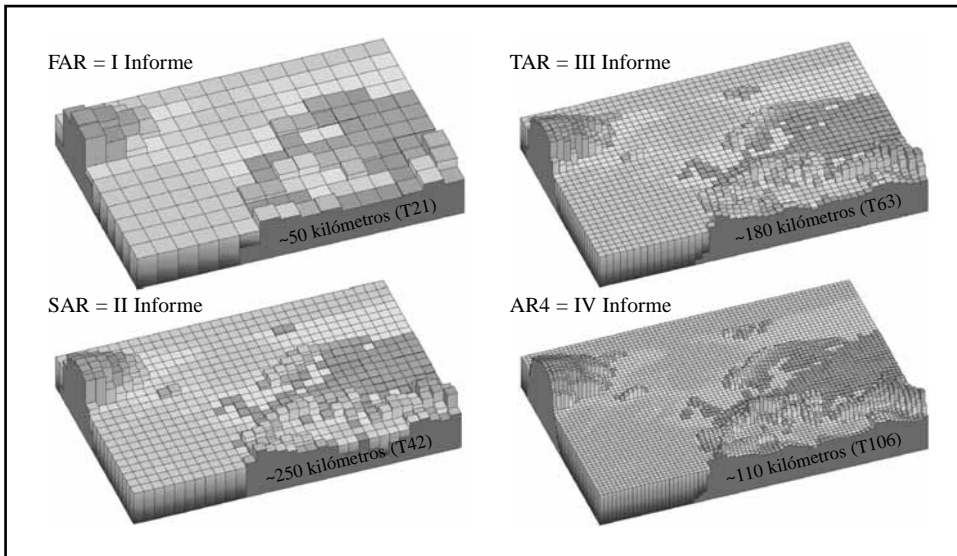 FAR = I Informe
~50 kilómetros (T21)
TAR = III Informe
~180 kilómetros (T63)
SAR = II Informe
~250 kilómetros (T42)
AR4 = IV Informe
~110 kilómetros (T106)